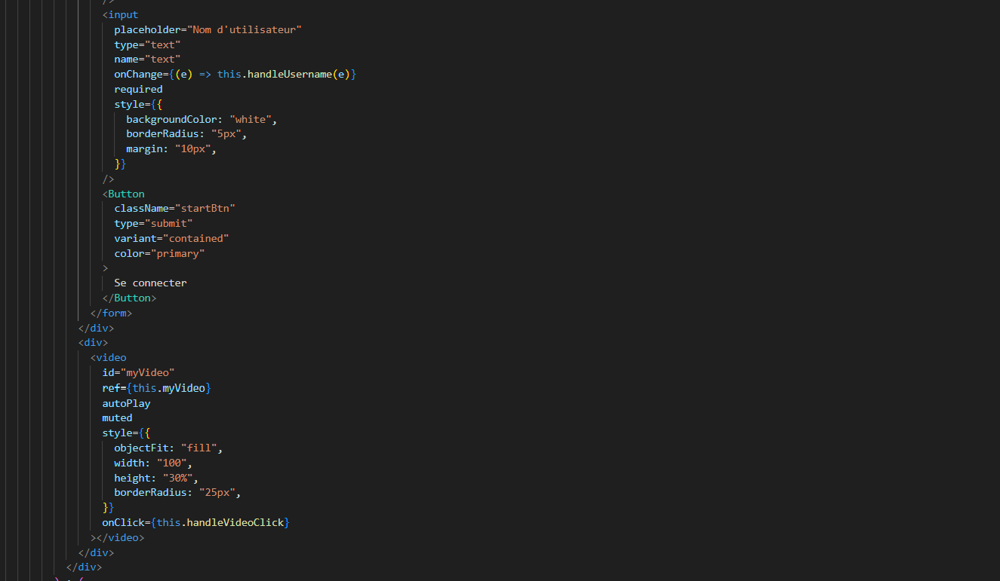 />
<input
placeholder="Nom d'utilisateur"
type="text"
name="text"
onChange={(e) => this.handleUsername(e)}
required
style={{
backgroundColor: "white",
borderRadius: "5px",
margin: "10px",
}}
/>
<Button
className="startBtn"
type="submit"
variant="contained"
color="primary"
>
Se connecter
</Button>
</form>
</div>
<div>
<video
id="myVideo"
ref={this.myVideo}
autoPlay
muted
style={{
objectFit: "fill",
width: "100",
height: "30%",
borderRadius: "25px",
}}
onClick={this.handleVideoClick}
></video>
</div>
</div>
) : (